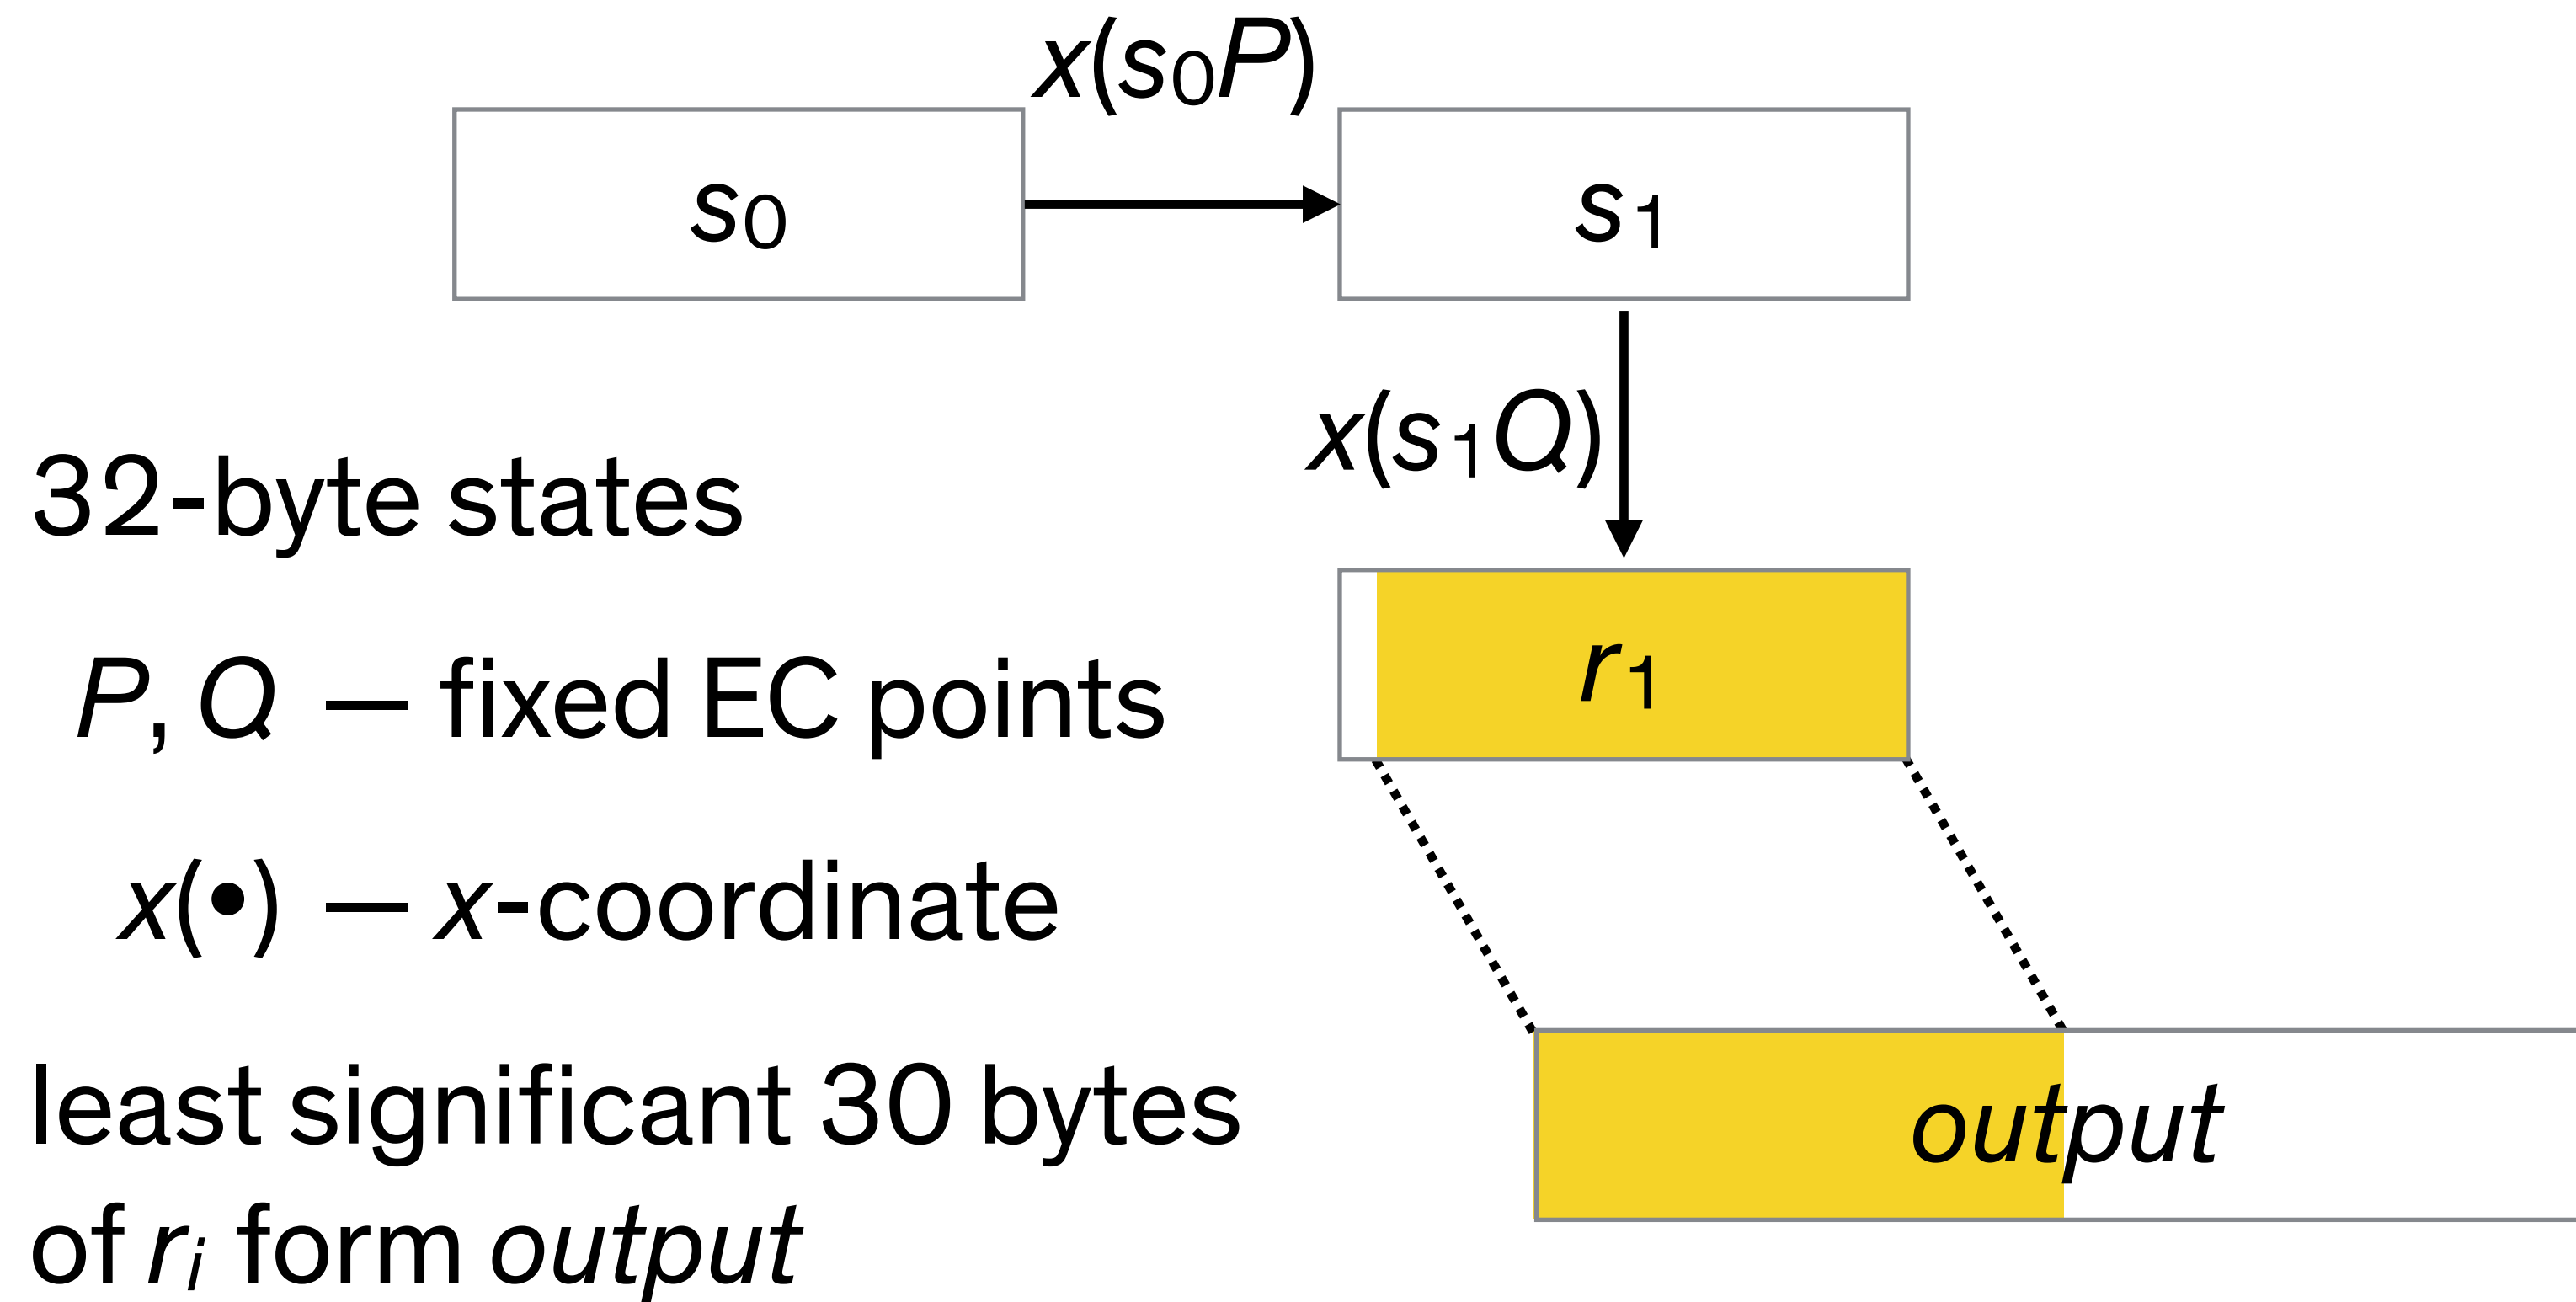 x(s₀P)
s₀
s₁
x(s₁Q)
32-byte states
r₁
P, Q — fixed EC points
x(•) — x-coordinate
least significant 30 bytes
output
of rᵢ form output